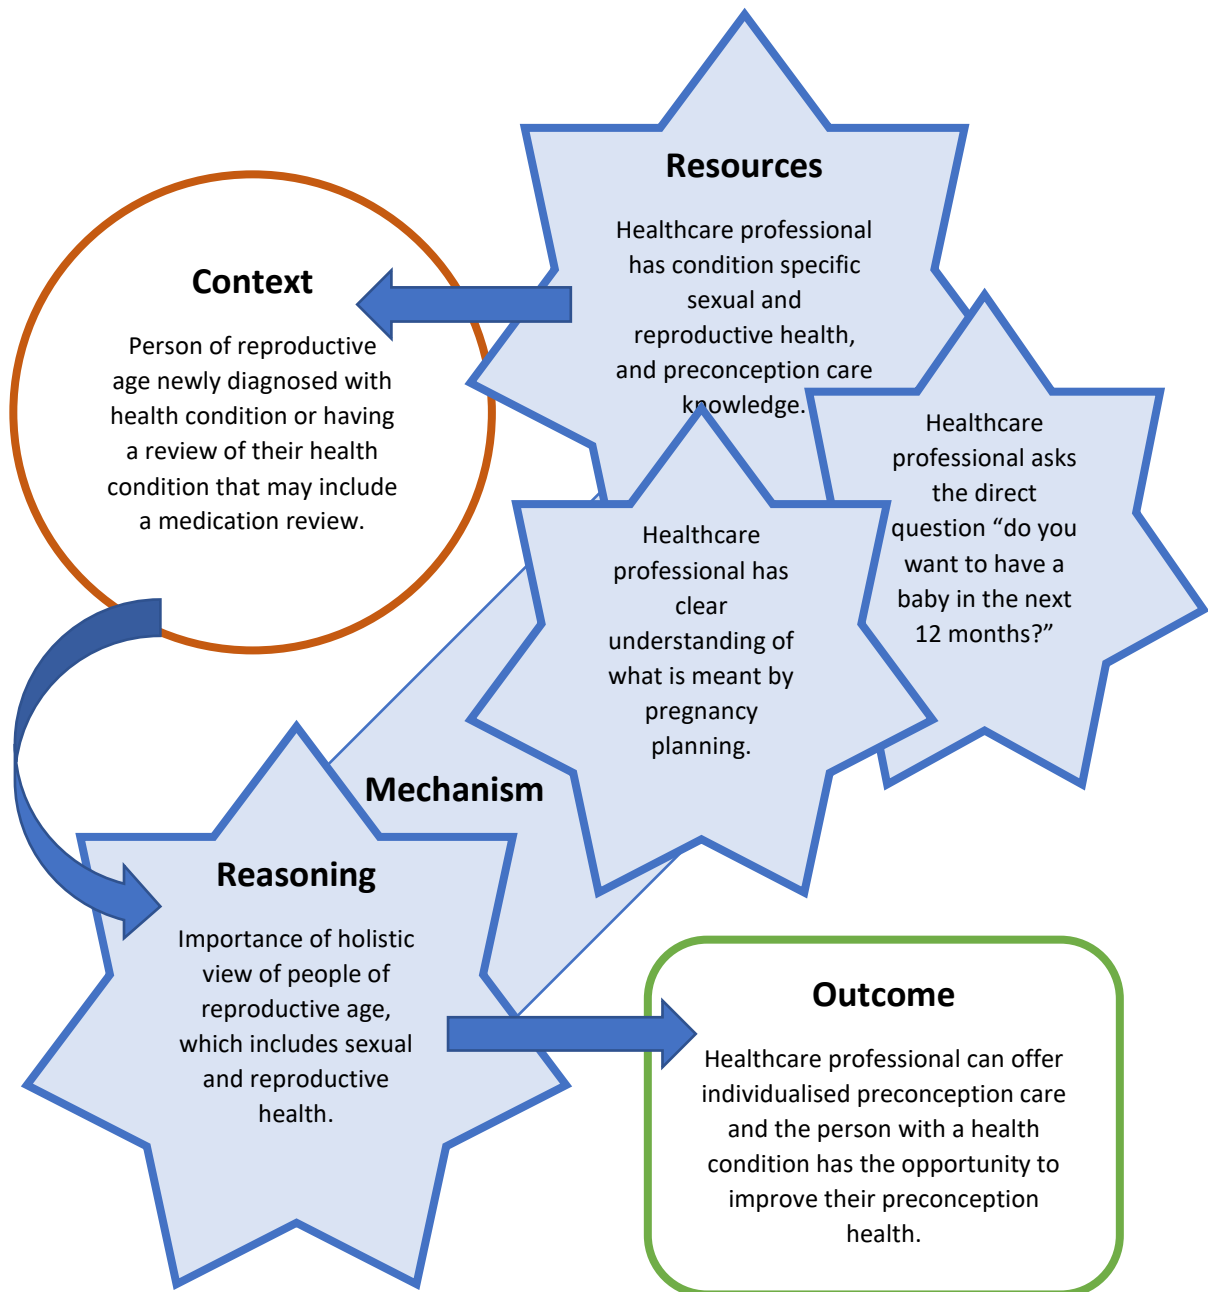 Resources
Healthcare professional
has condition specific
sexual and
reproductive health,
and preconception care
knowledge.
Context
Person of reproductive
age newly diagnosed with
health condition or having
a review of their health
condition that may include
a medication review.
Healthcare
professional asks
the direct
question “do you
want to have a
baby in the next
12 months?”
Healthcare
professional has
clear
understanding of
what is meant by
pregnancy
planning.
Mechanism
Reasoning
Importance of holistic
view of people of
reproductive age,
which includes sexual
and reproductive
health.
Outcome
Healthcare professional can offer
individualised preconception care
and the person with a health
condition has the opportunity to
improve their preconception
health.